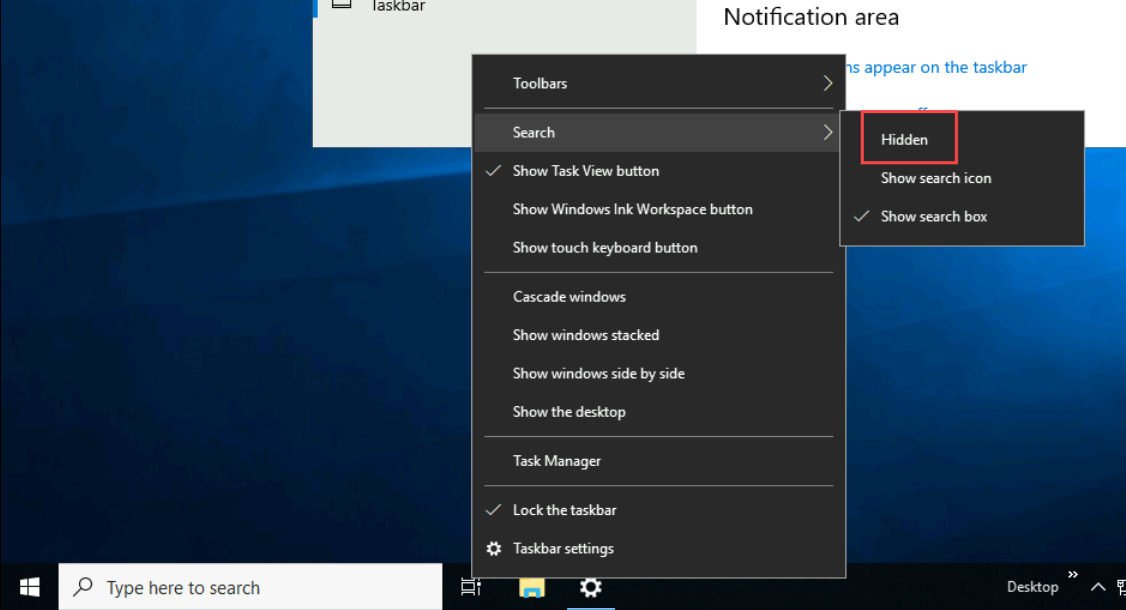 Taskbar
Notification area
ns appear on the taskbar
Toolbars
Search
Show Task View button
Show Windows Ink Workspace button
Show touch keyboard button
Cascade windows
Show windows stacked
Show windows side by side
Show the desktop
Task Manager
Lock the taskbar
Taskbar settings
Hidden
Show search icon
Show search box
Type here to search
Desktop